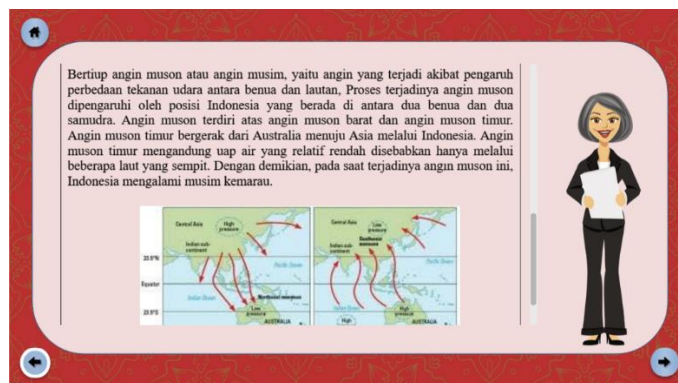 Bertiup angin muson atau angin musim, yaitu angin yang terjadi akibat pengaruh
perbedaan tekanan udara antara benua dan lautan, Proses terjadinya angin muson
dipengaruhi oleh posisi Indonesia yang berada di antara dua benua dan dua
samudra. Angin muson terdiri atas angin muson barat dan angin muson timur.
Angin muson timur bergerak dari Australia menuju Asia melalui Indonesia. Angin
muson timur mengandung uap air yang relatif rendah disebabkan hanya melalui
beberapa laut yang sempit. Dengan demikian, pada saat terjadinya angın muson ini,
Indonesia mengalami musim kemarau.
Central Asia
High
pressure
Indian sub-
continent
23.5°N
Pacific Ocean
Equator
Indian Ocean
Northeast monsoon
23.5°S
Low
pressure
AUSTRALIA
Central Asia
Low
pressure
Southwest
monsoon
Indian sub-
continent
Pacific Ocean
Indian Ocean
High
High
pressure
AUSTRALIA